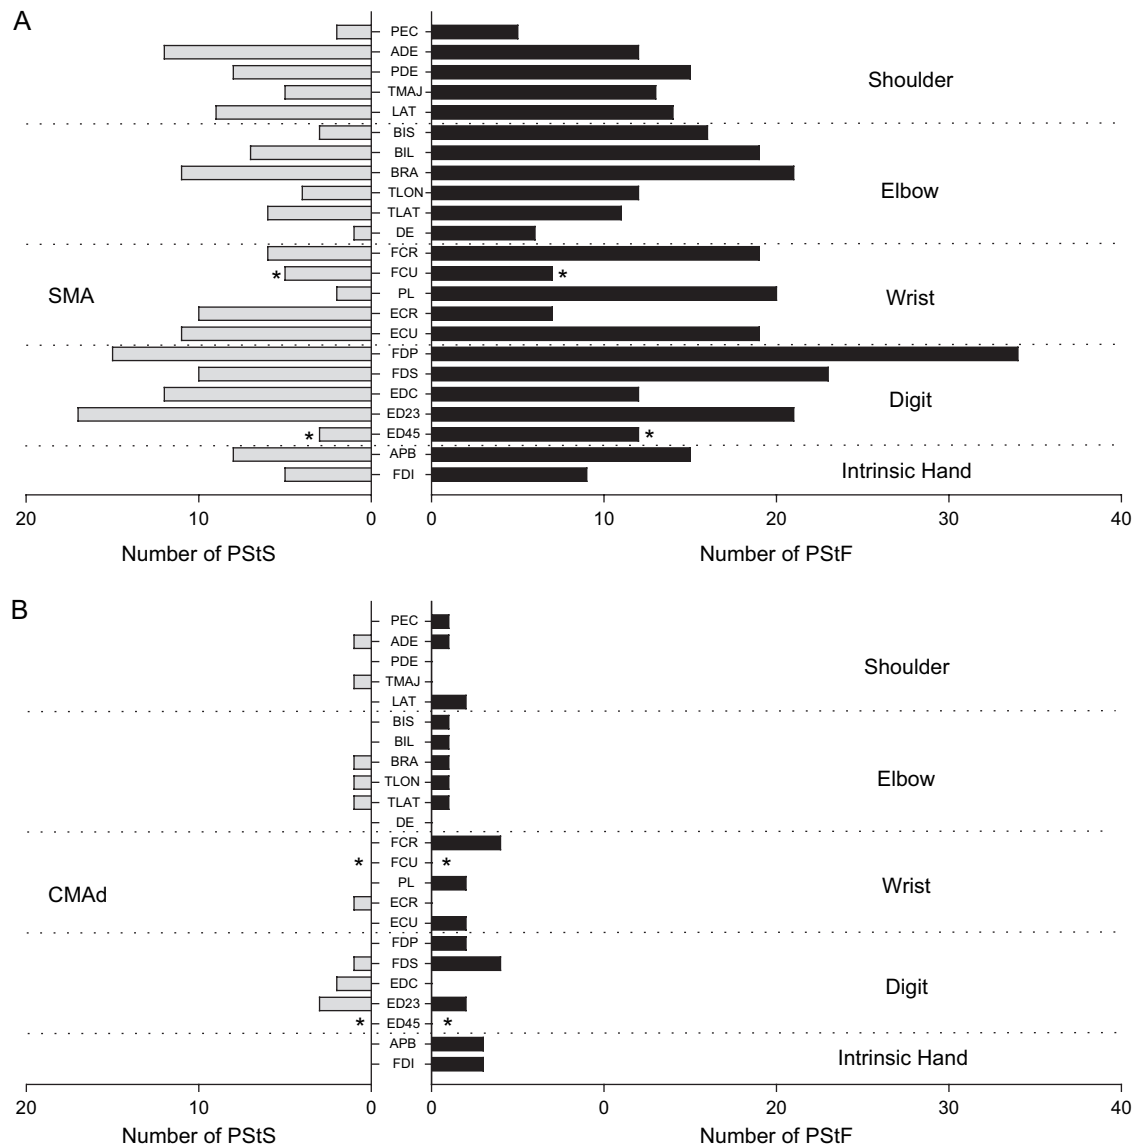 A
PEC
ADE
PDE
TMAJ
LAT
Shoulder
BIS
BIL
BRA
TLON
TLAT
DE
Elbow
FCR
* FCU *
PL
ECR
ECU
SMA
Wrist
FDP
FDS
EDC
ED23
* ED45 *
Digit
APB
FDI
Intrinsic Hand
20 10 0 0 10 20 30 40
Number of PStS Number of PStF
B
PEC
ADE
PDE
TMAJ
LAT
Shoulder
BIS
BIL
BRA
TLON
TLAT
DE
Elbow
FCR
* FCU *
PL
ECR
ECU
CMAd
Wrist
FDP
FDS
EDC
ED23
* ED45 *
Digit
APB
FDI
Intrinsic Hand
20 10 0 0 0 20 30 40
Number of PStS Number of PStF